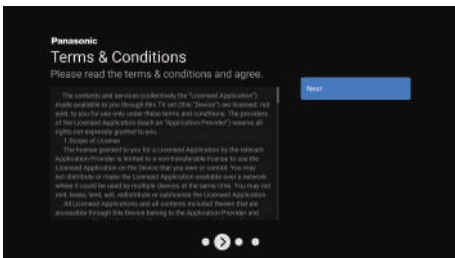 Panasonic
Terms & Conditions
Please read the terms & conditions and agree.
The contents and services (collectively the "Licensed Application")
made available to you through this TV set (this "Device") are licensed, not
sold, to you for use only under these terms and conditions. The providers
of the Licensed Application (each an "Application Provider") reserve all
rights not expressly granted to you.
1.Scope of License
The license granted to you for a Licensed Application by the relevant
Application Provider is limited to a non-transferable license to use the
Licensed Application on the Device that you own or control. You may
not distribute or make the Licensed Application available over a network
where it could be used by multiple devices at the same time. You may not
rent, lease, lend, sell, redistribute or sublicense the Licensed Application.
All Licensed Applications and all contents included therein that are
accessible through this Device belong to the Application Provider and
Next